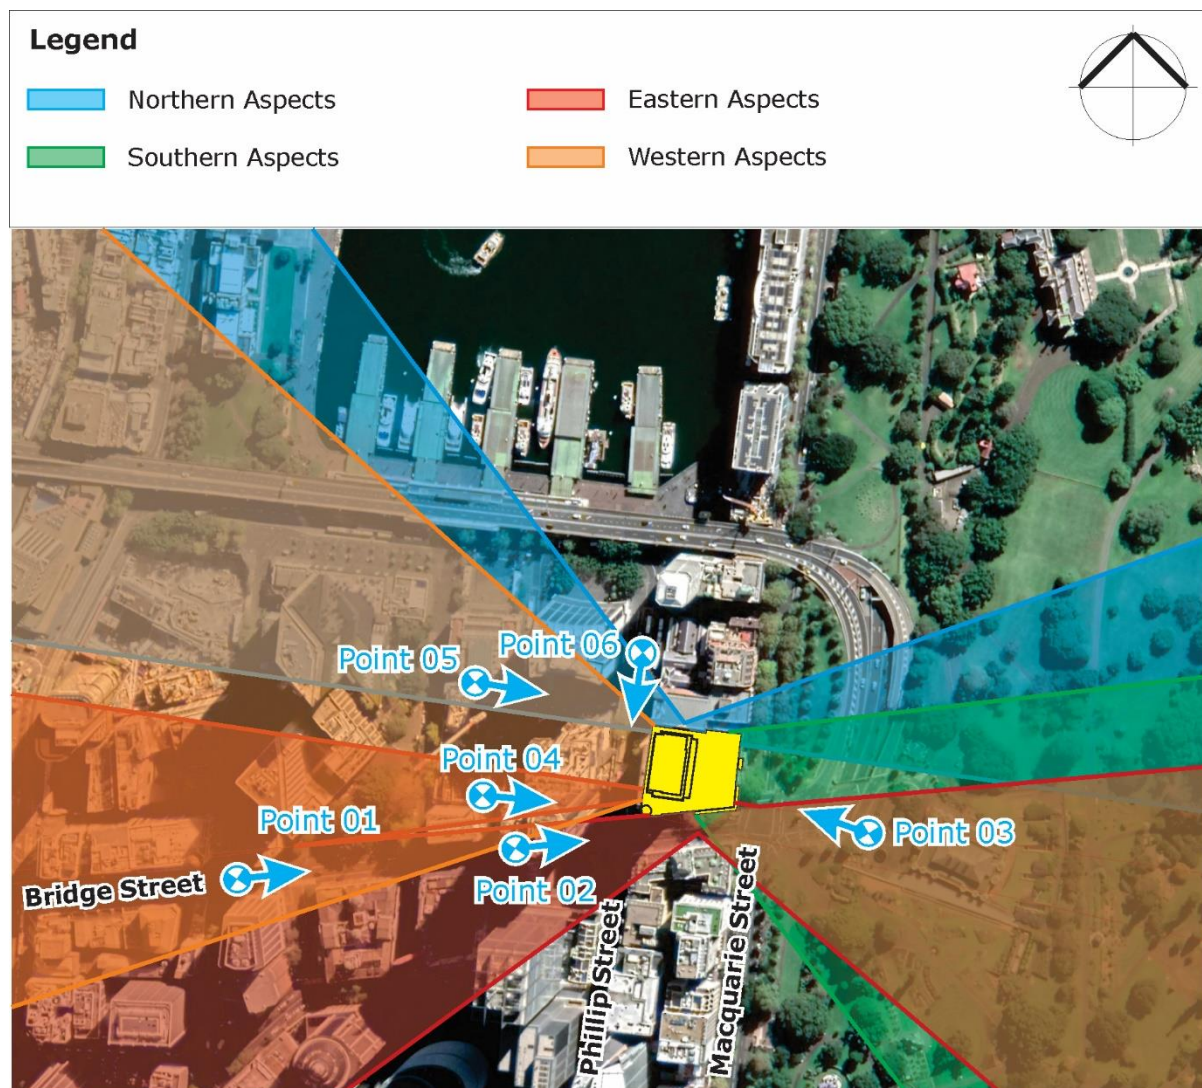 Legend
Northern Aspects
Eastern Aspects
Southern Aspects
Western Aspects
Point 06
Point 05
Point 04
Point 01
Point 03
Bridge Street
Point 02
Phillip Street
Macquarie Street